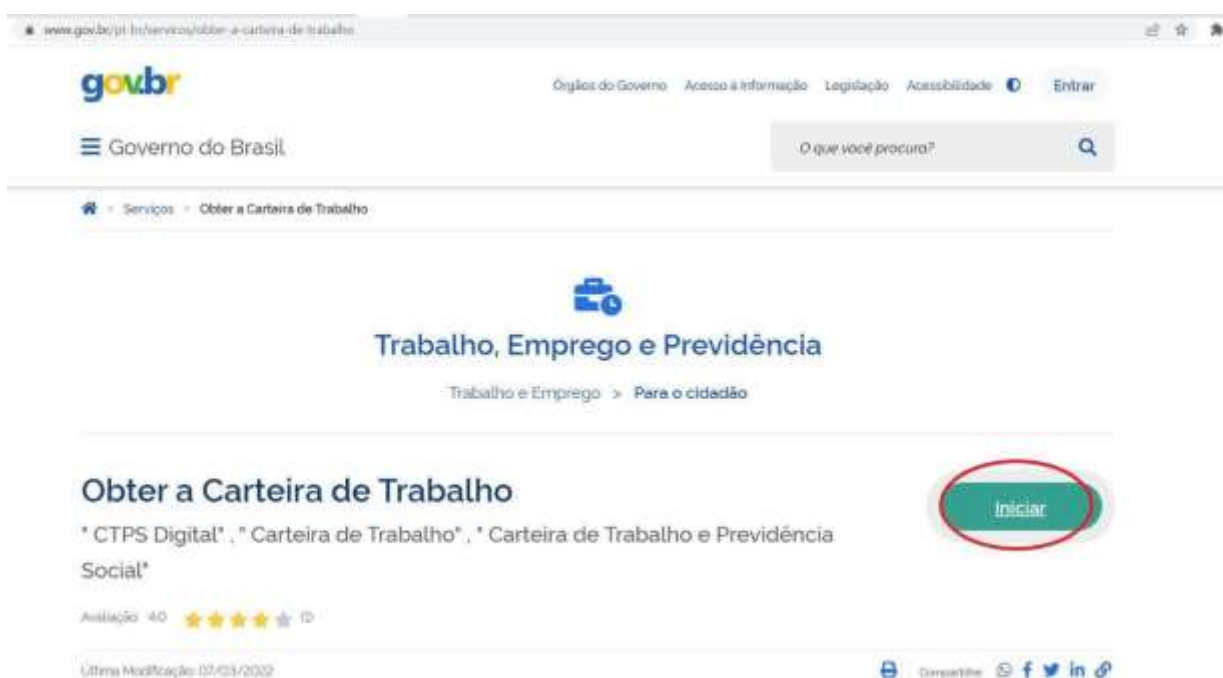 www.gov.br/pt-br/servicos/obter-a-carteira-de-trabalho
gov.br
Órgãos do Governo Acesso à Informação Legislação Acessibilidade Entrar
Governo do Brasil
O que você procura?
Serviços Obter a Carteira de Trabalho
Trabalho, Emprego e Previdência
Trabalho e Emprego > Para o cidadão
Obter a Carteira de Trabalho
Iniciar
" CTPS Digital" , " Carteira de Trabalho" , " Carteira de Trabalho e Previdência
Social"
Avaliação: 4.0
Última Modificação: 07/03/2022
Compartilhe: